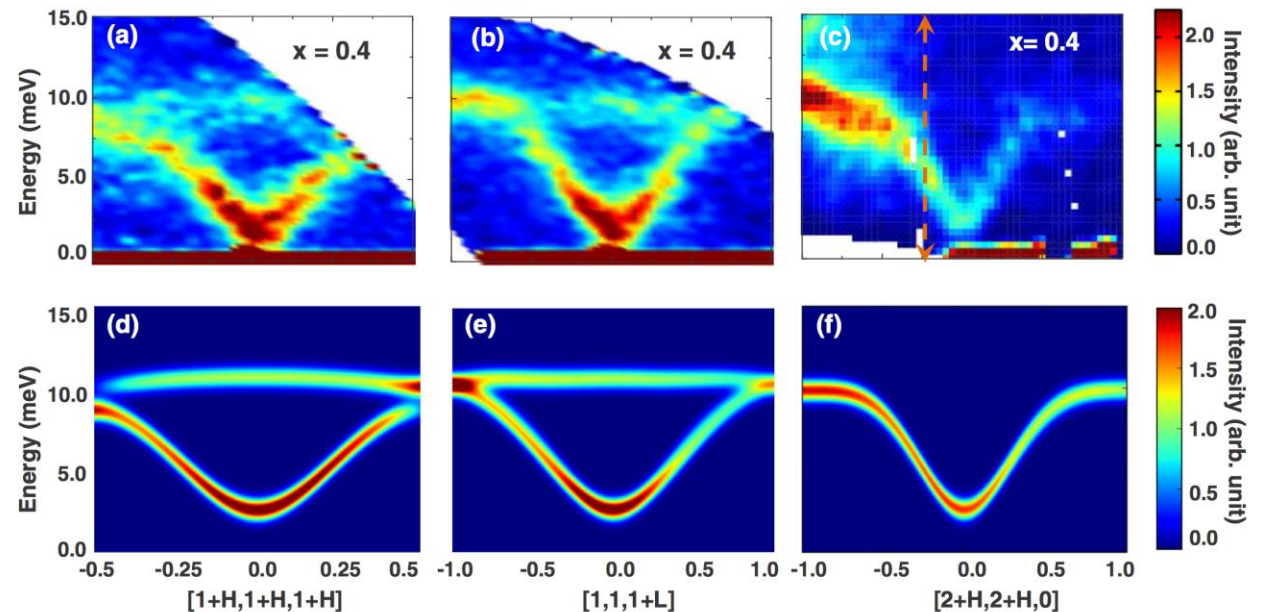 15.0
10.0
5.0
0.0
Energy (meV)
(a)
x = 0.4
(b)
x = 0.4
(c)
x= 0.4
2.0
1.5
1.0
0.5
0.0
Intensity (arb. unit)
15.0
10.0
5.0
0.0
Energy (meV)
(d)
(e)
(f)
2.0
1.5
1.0
0.5
0.0
Intensity (arb. unit)
-0.5 -0.25 0.0 0.25 0.5
-1.0 -0.5 0.0 0.5 1.0
-1.0 -0.5 0.0 0.5 1.0
[1+H,1+H,1+H]
[1,1,1+L]
[2+H,2+H,0]